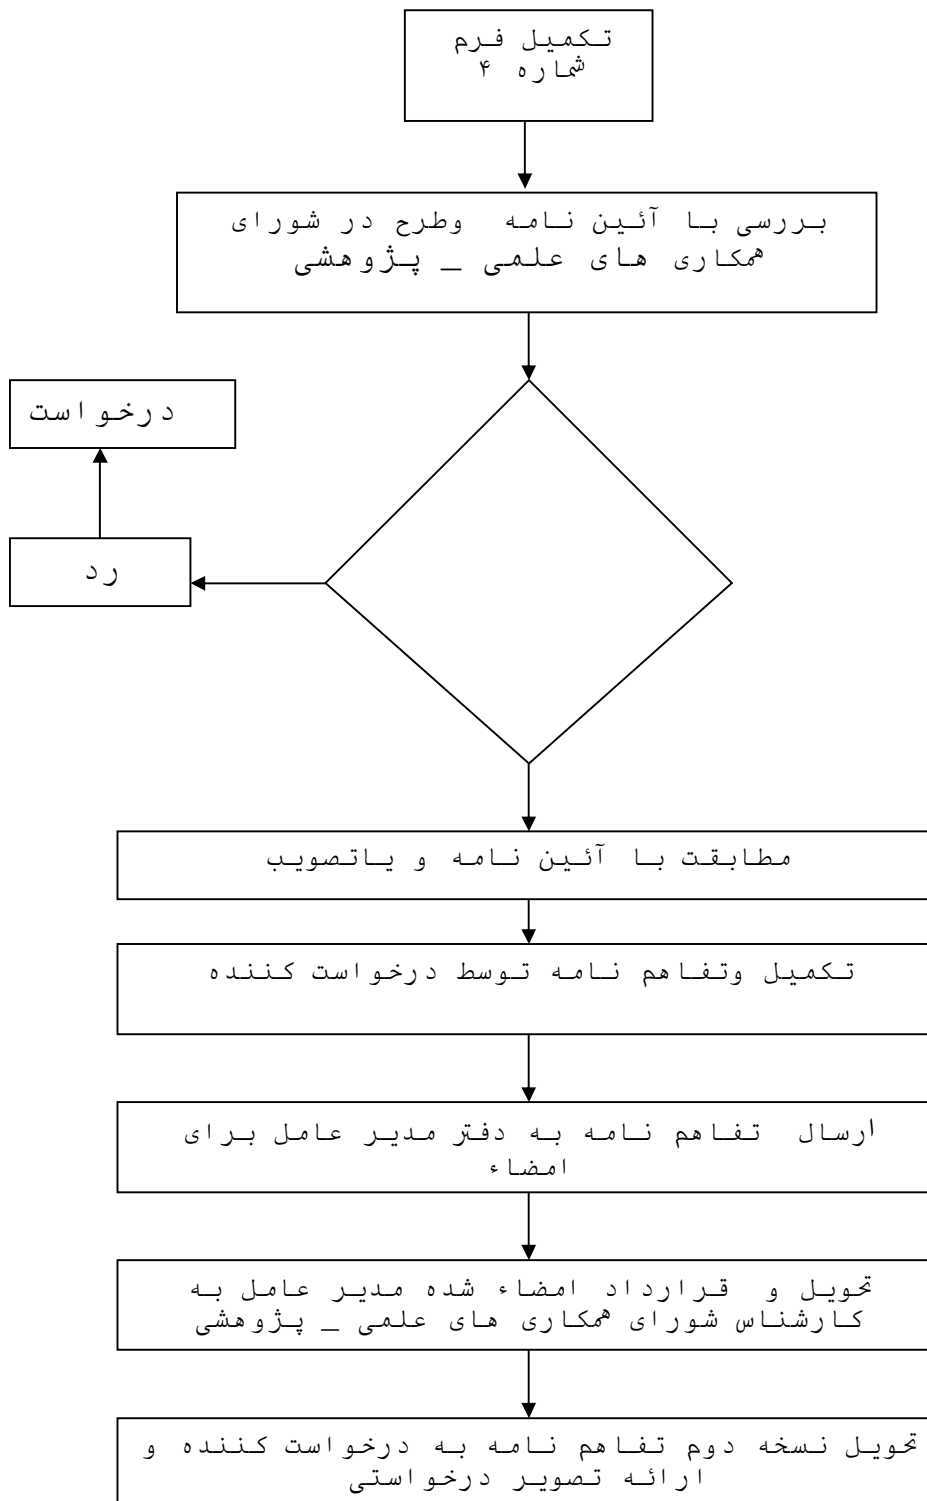 تکمیل فرم
شماره ۴
بررسی با آئین نامه وطرح در شورای
همکاری های علمی _ پژوهشی
درخواست
رد
مطابقت با آئین نامه و یاتصویب
تکمیل وتفاهم نامه توسط درخواست کننده
ارسال تفاهم نامه به دفتر مدیر عامل برای
امضاء
تحویل و قرارداد امضاء شده مدیر عامل به
کارشناس شورای همکاری های علمی _ پژوهشی
تحویل نسخه دوم تفاهم نامه به درخواست کننده و
ارائه تصویر درخواستی